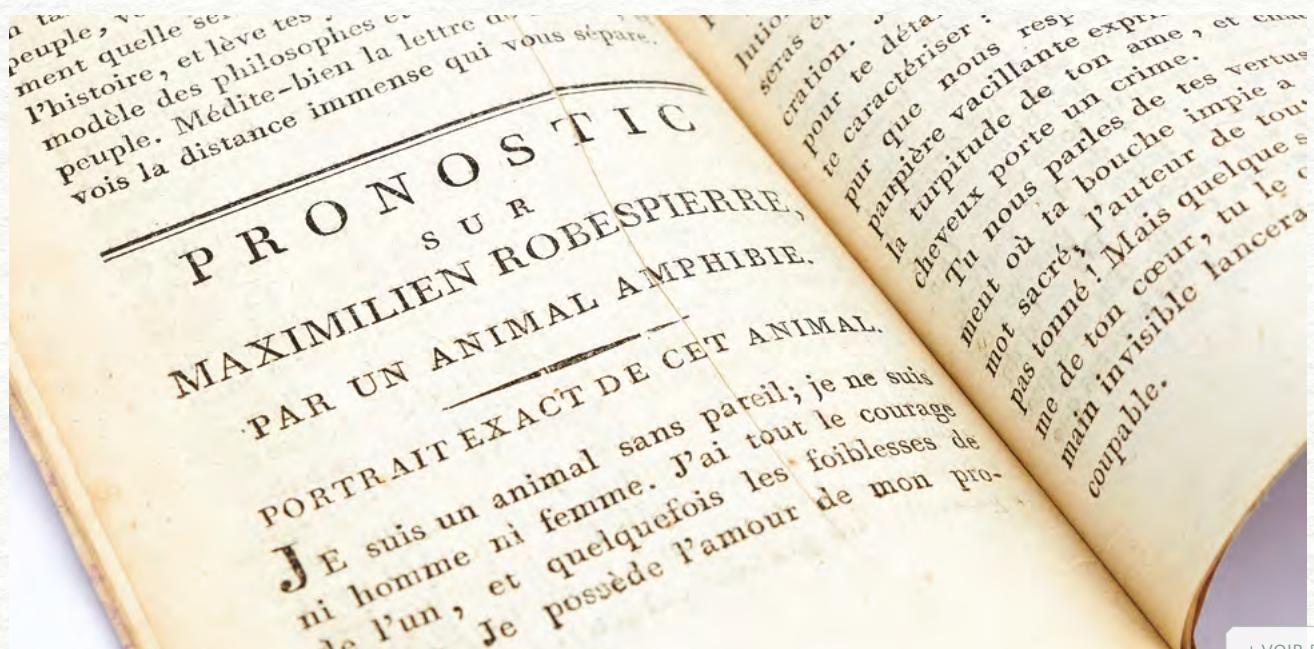 peuple,
ment quelle
l'histoire, et lève tes
modèle des philosophes et
peuple. Médite-bien la lettre
vois la distance immense qui vous sépare.
PRONOSTIC
SUR
MAXIMILIEN ROBESPIERRE,
PAR UN ANIMAL AMPHIBIE.
PORTRAIT EXACT DE CET ANIMAL.
JE suis un animal sans pareil; je ne suis
ni homme ni femme. J'ai tout le courage
de l'un, et quelquefois les foiblesses de
Je possède l'amour de mon pro-
seras
cration.
pour te
te caractériser :
pur que nous
paupière vacillante
la turpitude de ton ame, et
cheveux porte un crime.
Tu nous parles de tes vertus
ment où ta bouche impie a
mot sacré, l'auteur de
pas tonné! Mais quelque
me de ton cœur, tu le
main invisible lancera
coupable.
VOIR